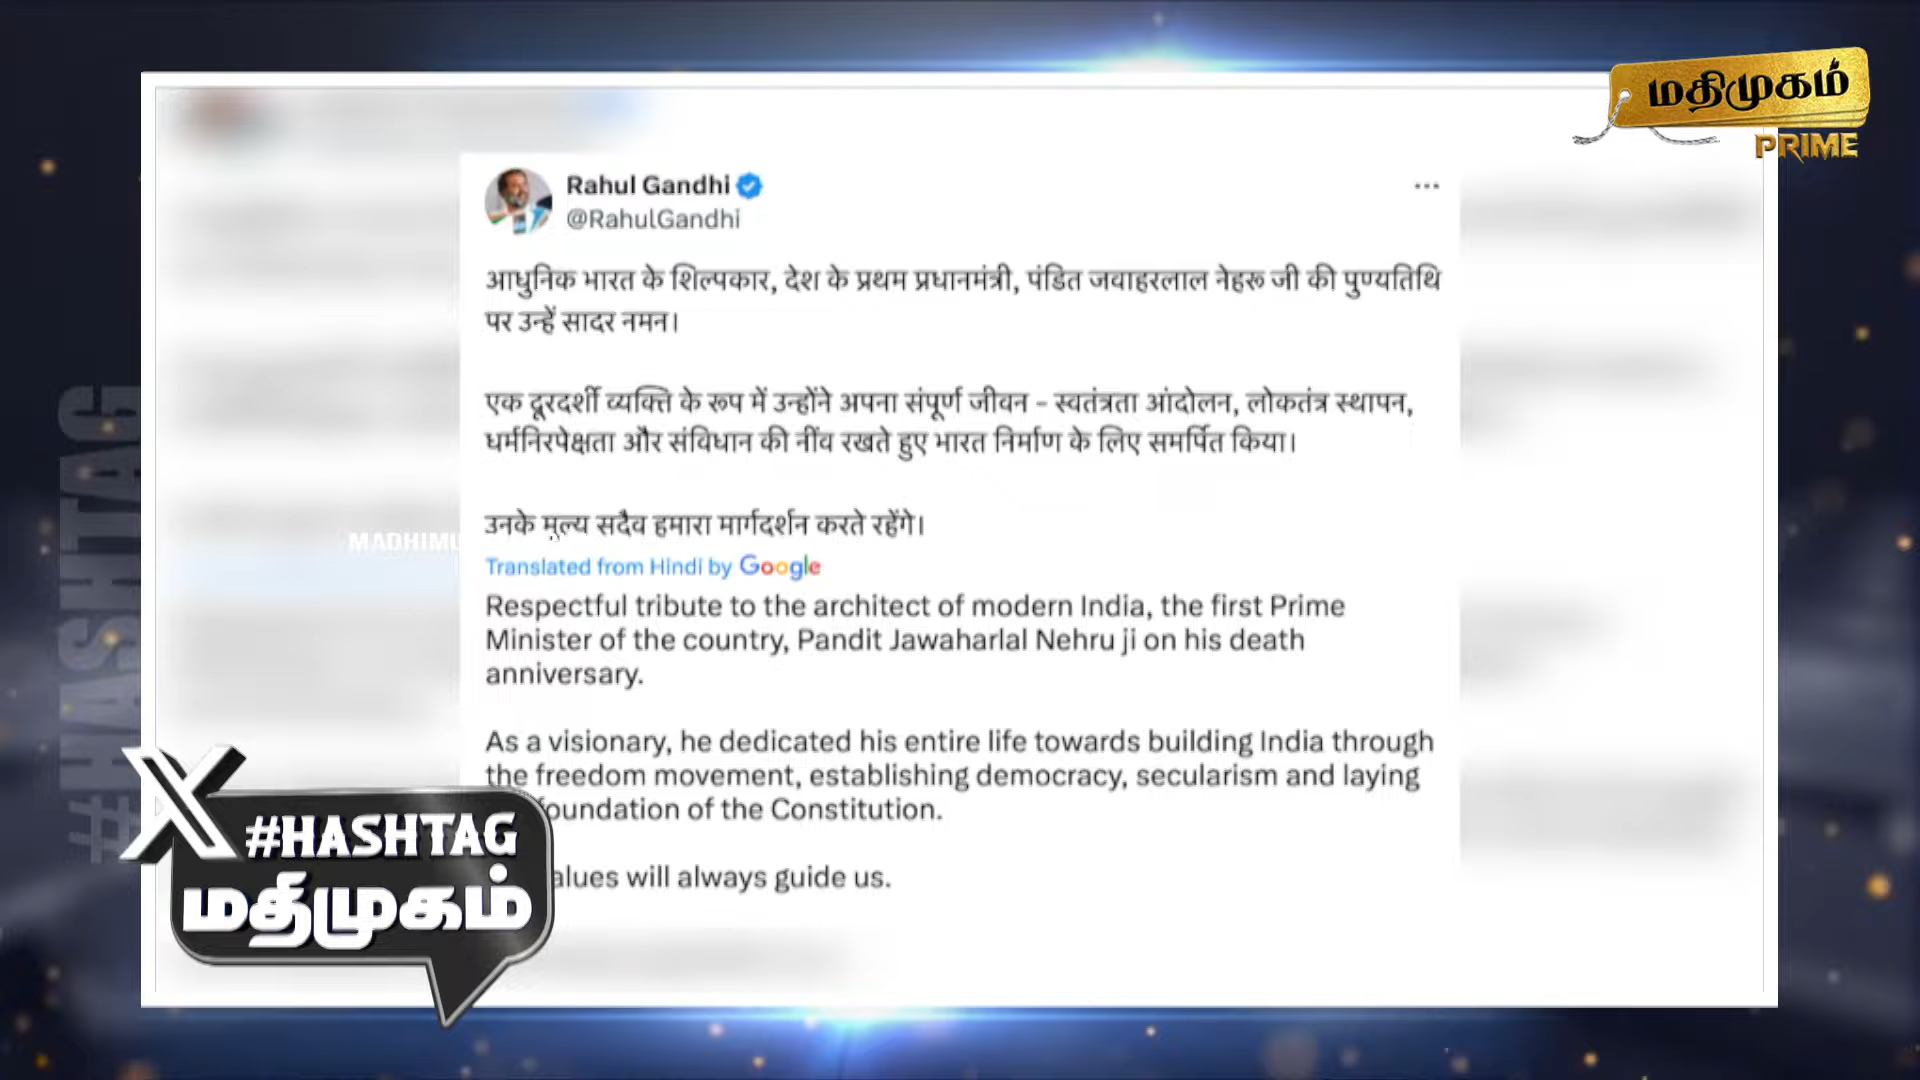 மதிமுகம்
PRIME
Rahul Gandhi
@RahulGandhi
आधुनिक भारत के शिल्पकार, देश के प्रथम प्रधानमंत्री, पंडित जवाहरलाल नेहरू जी की पुण्यतिथि
पर उन्हें सादर नमन।
एक दूरदर्शी व्यक्ति के रूप में उन्होंने अपना संपूर्ण जीवन - स्वतंत्रता आंदोलन, लोकतंत्र स्थापन,
धर्मनिरपेक्षता और संविधान की नींव रखते हुए भारत निर्माण के लिए समर्पित किया।
उनके मूल्य सदैव हमारा मार्गदर्शन करते रहेंगे।
Translated from Hindi by Google
Respectful tribute to the architect of modern India, the first Prime
Minister of the country, Pandit Jawaharlal Nehru ji on his death
anniversary.
As a visionary, he dedicated his entire life towards building India through
the freedom movement, establishing democracy, secularism and laying
foundation of the Constitution.
will always guide us.
#HASHTAG
#HASHTAG
மதிமுகம்